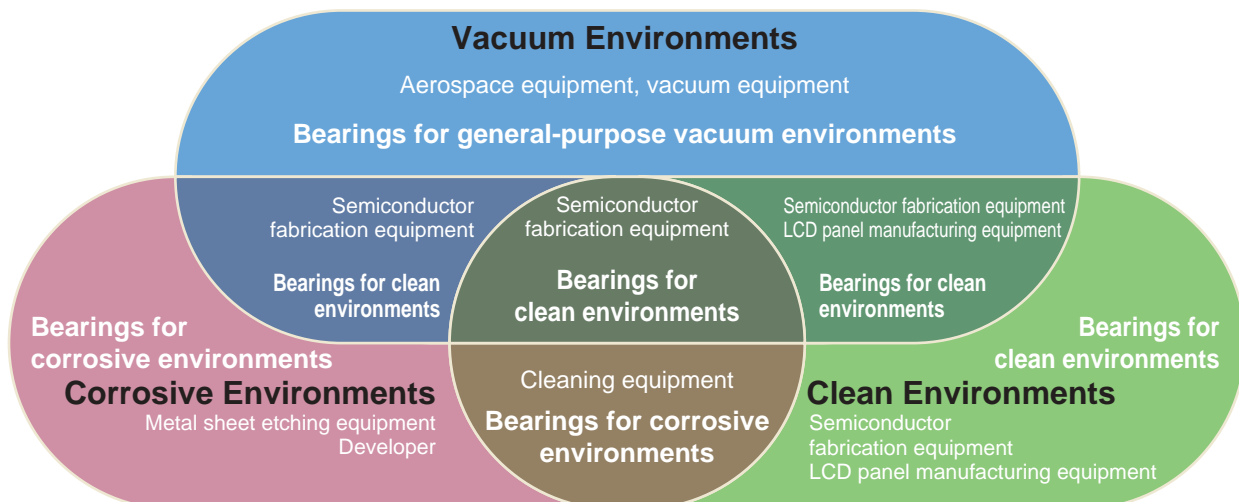 Vacuum Environments
Aerospace equipment, vacuum equipment
Bearings for general-purpose vacuum environments
Semiconductor
fabrication equipment
Bearings for clean
environments
Semiconductor
fabrication equipment
Bearings for
clean environments
Semiconductor fabrication equipment
LCD panel manufacturing equipment
Bearings for clean
environments
Bearings for
corrosive environments
Corrosive Environments
Metal sheet etching equipment
Developer
Cleaning equipment
Bearings for corrosive
environments
Bearings for
clean environments
Clean Environments
Semiconductor
fabrication equipment
LCD panel manufacturing equipment